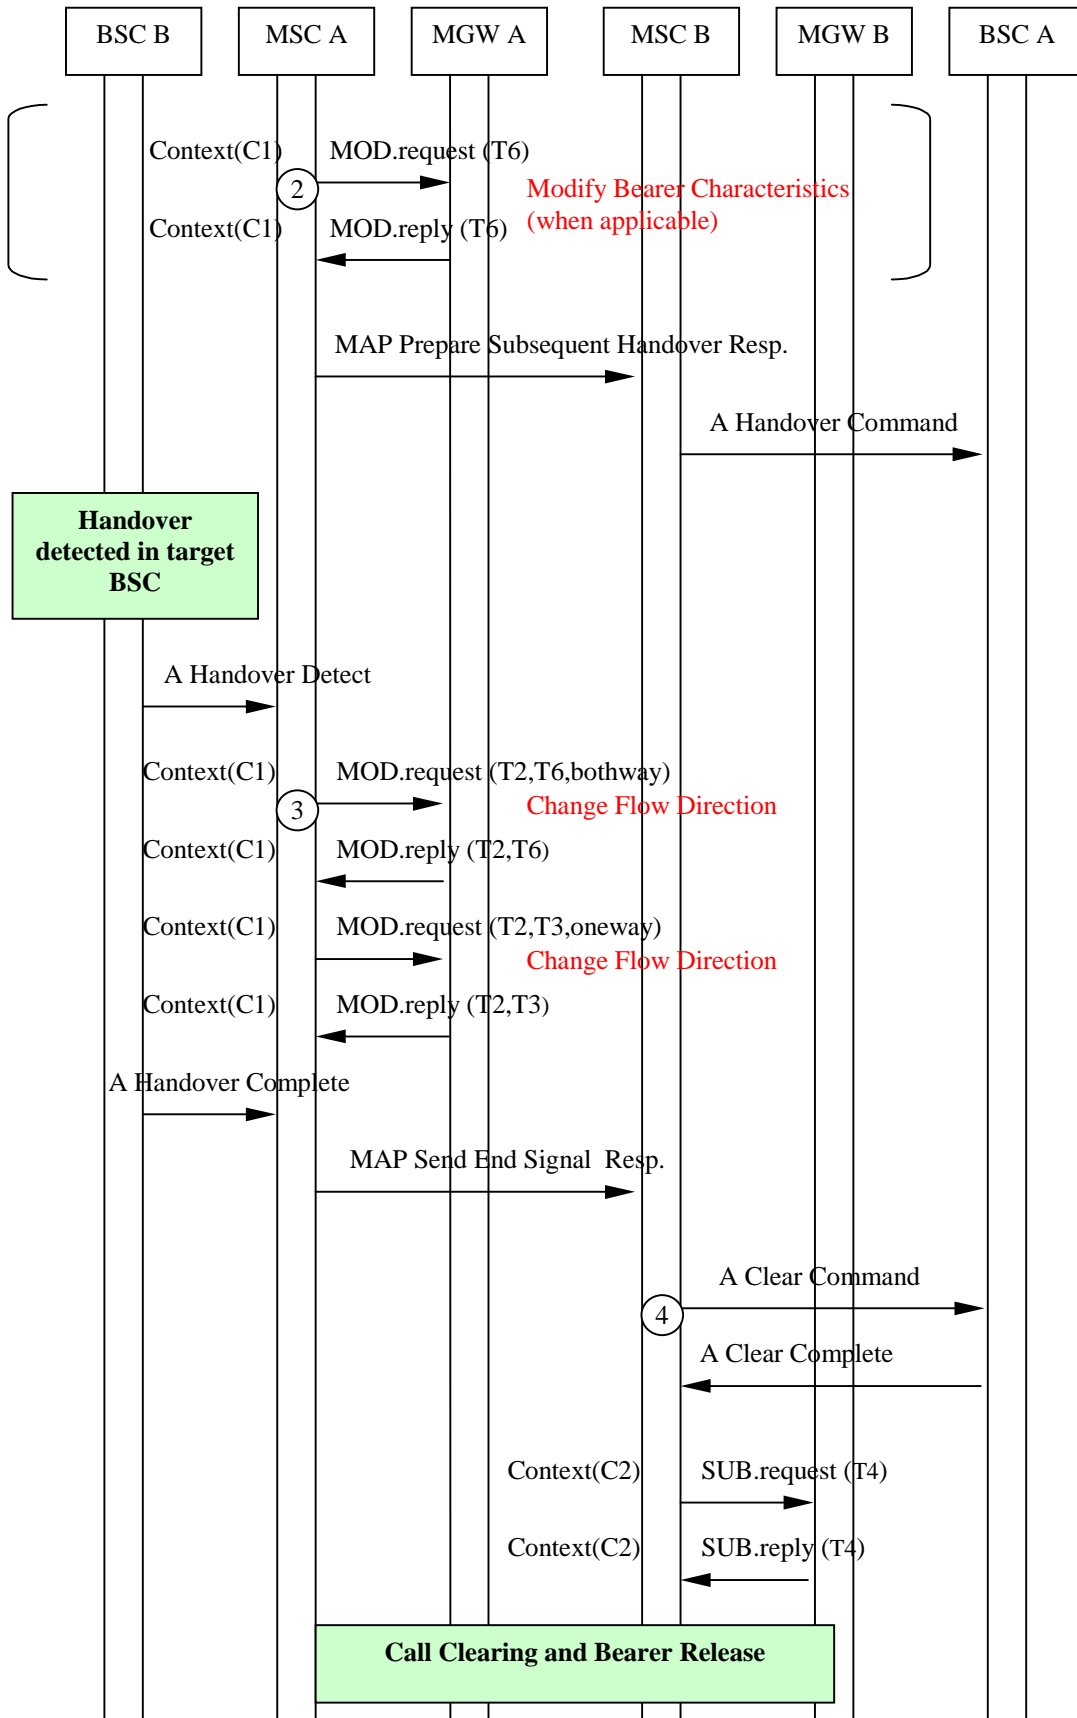 BSC B
MSC A
MGW A
MSC B
MGW B
BSC A
Context(C1)
MOD.request (T6)
2
Modify Bearer Characteristics
(when applicable)
Context(C1)
MOD.reply (T6)
MAP Prepare Subsequent Handover Resp.
A Handover Command
Handover
detected in target
BSC
A Handover Detect
Context(C1)
MOD.request (T2,T6,bothway)
3
Change Flow Direction
Context(C1)
MOD.reply (T2,T6)
Context(C1)
MOD.request (T2,T3,oneway)
Change Flow Direction
Context(C1)
MOD.reply (T2,T3)
A Handover Complete
MAP Send End Signal  Resp.
A Clear Command
4
A Clear Complete
Context(C2)
SUB.request (T4)
Context(C2)
SUB.reply (T4)
Call Clearing and Bearer Release